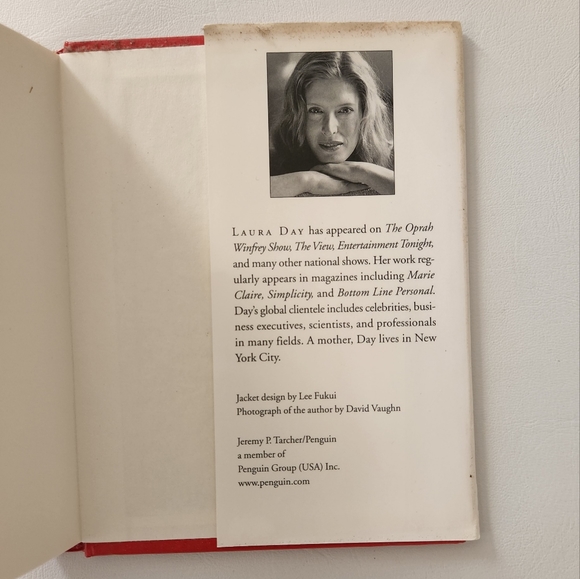 LAURA DAY has appeared on The Oprah
Winfrey Show, The View, Entertainment Tonight,
and many other national shows. Her work reg-
ularly appears in magazines including Marie
Claire, Simplicity, and Bottom Line Personal.
Day's global clientele includes celebrities, busi-
ness executives, scientists, and professionals
in many fields. A mother, Day lives in New
York City.
Jacket design by Lee Fukui
Photograph of the author by David Vaughn
Jeremy P. Tarcher/Penguin
a member of
Penguin Group (USA) Inc.
www.penguin.com